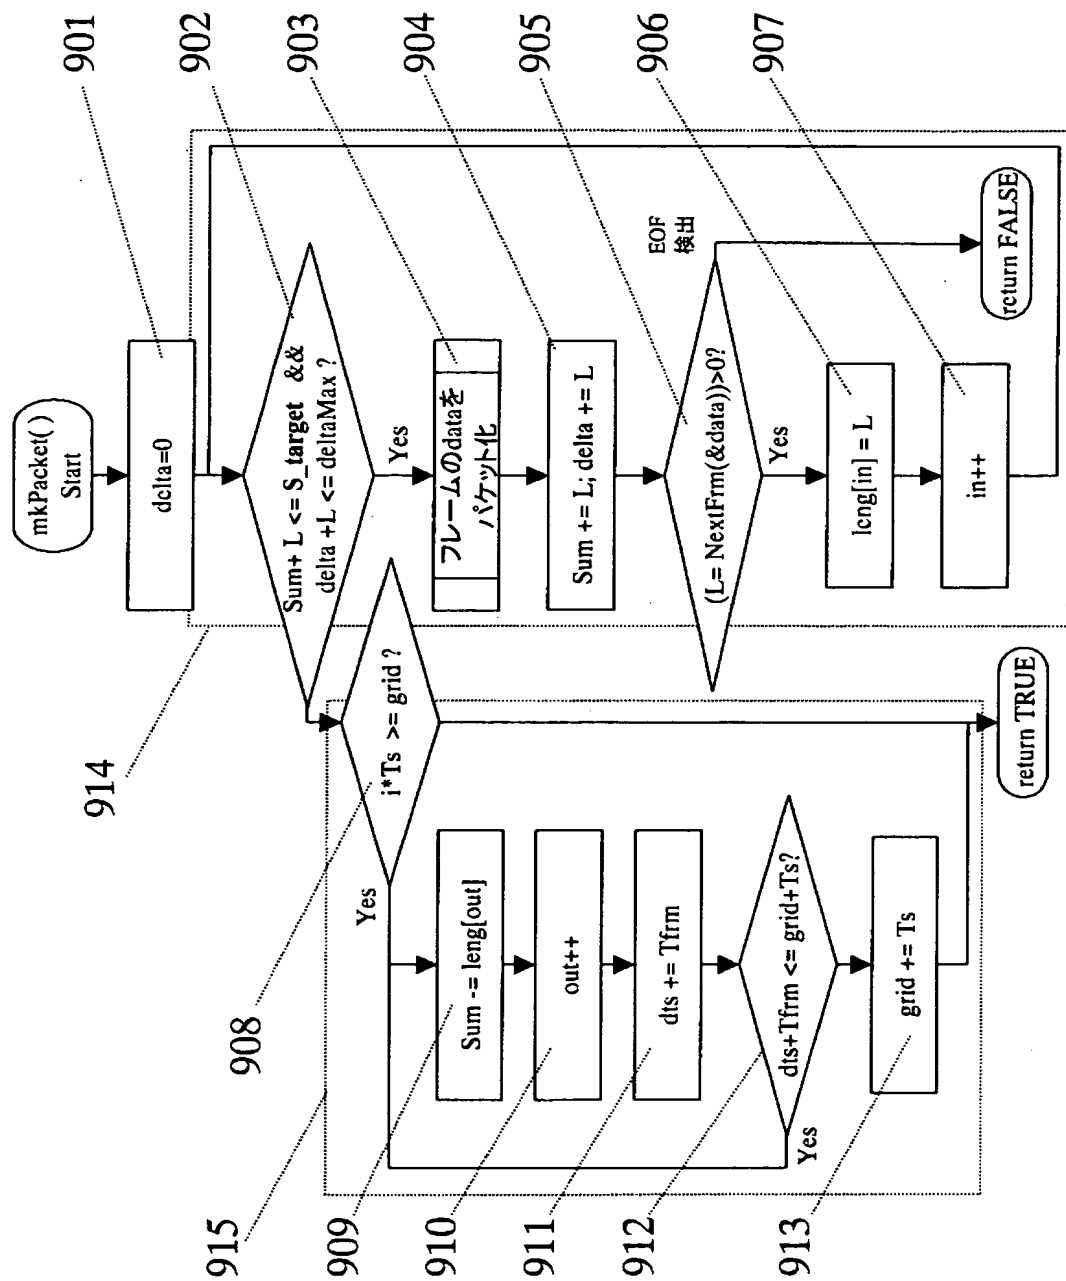 mkPacket( )
Start
901
delta=0
902
Sum+ L <= S_target &&
delta +L <= deltaMax ?
Yes
903
フレームのdataを
パケット化
904
Sum += L; delta += L
905
(L= NextFrm(&data))>0?
EOF
検出
Yes
906
leng[in] = L
907
in++
return FALSE
914
908
i*Ts >= grid ?
Yes
915
909
Sum -= leng[out]
910
out++
911
dts += Tfrm
912
dts+Tfrm <= grid+Ts?
Yes
913
grid += Ts
return TRUE